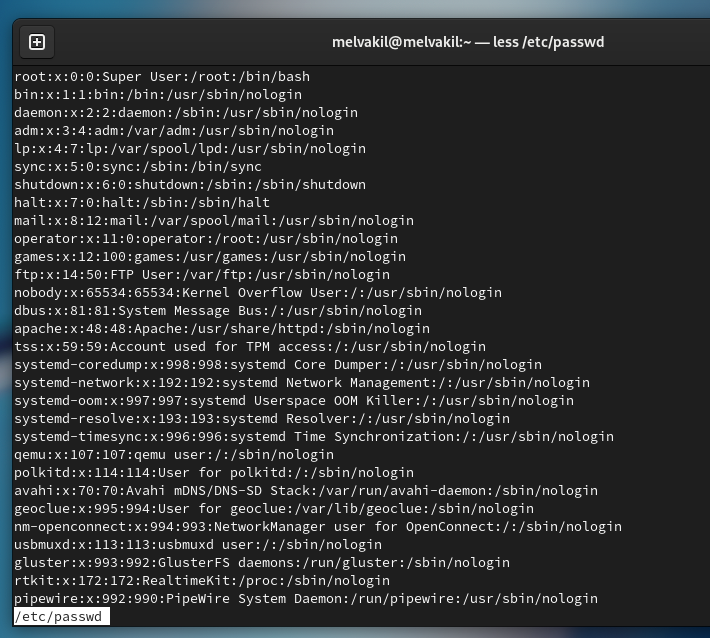 melvakil@melvakil:~ — less /etc/passwd
root:x:0:0:Super User:/root:/bin/bash
bin:x:1:1:bin:/bin:/usr/sbin/nologin
daemon:x:2:2:daemon:/sbin:/usr/sbin/nologin
adm:x:3:4:adm:/var/adm:/usr/sbin/nologin
lp:x:4:7:lp:/var/spool/lpd:/usr/sbin/nologin
sync:x:5:0:sync:/sbin:/bin/sync
shutdown:x:6:0:shutdown:/sbin:/sbin/shutdown
halt:x:7:0:halt:/sbin:/sbin/halt
mail:x:8:12:mail:/var/spool/mail:/usr/sbin/nologin
operator:x:11:0:operator:/root:/usr/sbin/nologin
games:x:12:100:games:/usr/games:/usr/sbin/nologin
ftp:x:14:50:FTP User:/var/ftp:/usr/sbin/nologin
nobody:x:65534:65534:Kernel Overflow User:/:/usr/sbin/nologin
dbus:x:81:81:System Message Bus:/:/usr/sbin/nologin
apache:x:48:48:Apache:/usr/share/httpd:/sbin/nologin
tss:x:59:59:Account used for TPM access:/:/usr/sbin/nologin
systemd-coredump:x:998:998:systemd Core Dumper:/:/usr/sbin/nologin
systemd-network:x:192:192:systemd Network Management:/:/usr/sbin/nologin
systemd-oom:x:997:997:systemd Userspace OOM Killer:/:/usr/sbin/nologin
systemd-resolve:x:193:193:systemd Resolver:/:/usr/sbin/nologin
systemd-timesync:x:996:996:systemd Time Synchronization:/:/usr/sbin/nologin
qemu:x:107:107:qemu user:/:/sbin/nologin
polkitd:x:114:114:User for polkitd:/:/sbin/nologin
avahi:x:70:70:Avahi mDNS/DNS-SD Stack:/var/run/avahi-daemon:/sbin/nologin
geoclue:x:995:994:User for geoclue:/var/lib/geoclue:/sbin/nologin
nm-openconnect:x:994:993:NetworkManager user for OpenConnect:/:/sbin/nologin
usbmuxd:x:113:113:usbmuxd user:/:/sbin/nologin
gluster:x:993:992:GlusterFS daemons:/run/gluster:/sbin/nologin
rtkit:x:172:172:RealtimeKit:/proc:/sbin/nologin
pipewire:x:992:990:PipeWire System Daemon:/run/pipewire:/usr/sbin/nologin
/etc/passwd